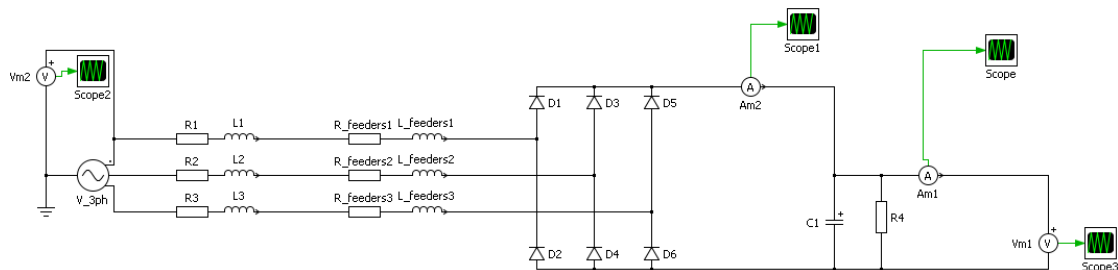 Scope1
Scope
Vm2
V
Scope2
A
Am2
D1
D3
D5
R1
L1
R_feeders1
L_feeders1
R2
L2
R_feeders2
L_feeders2
V_3ph
R3
L3
R_feeders3
L_feeders3
A
Am1
C1
R4
D2
D4
D6
Vm1
V
Scope3